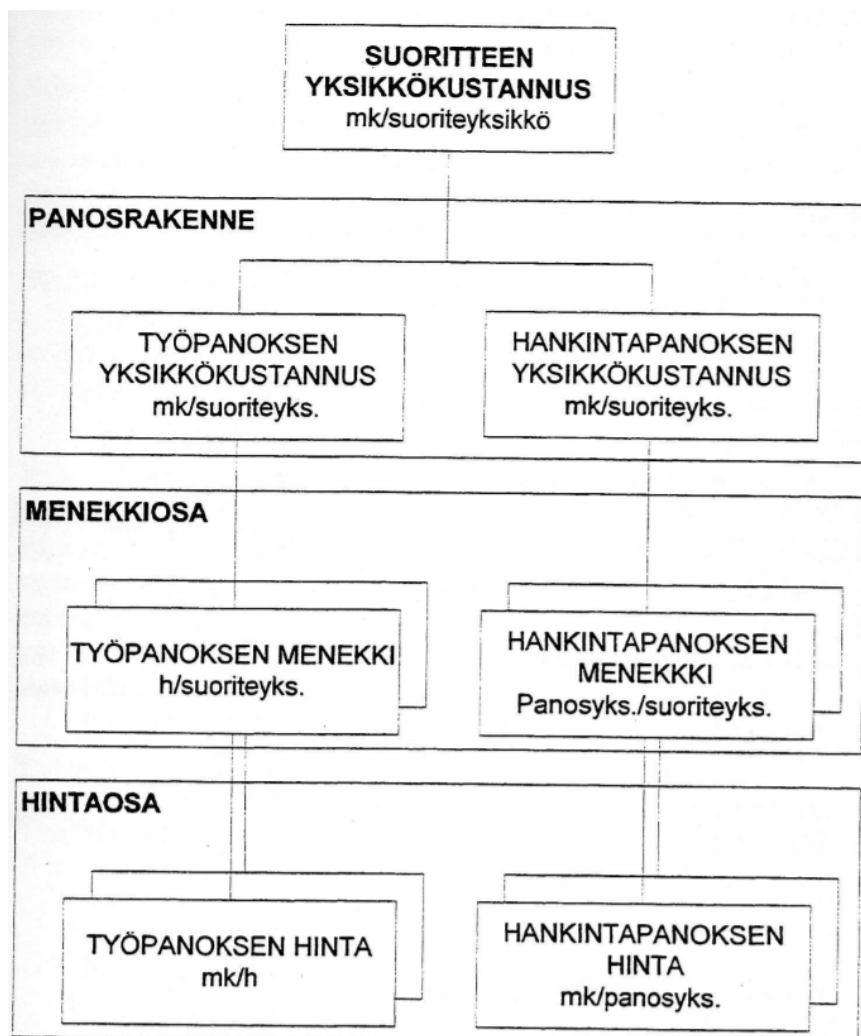 SUORITTEEN
YKSIKKÖKUSTANNUS
mk/suoriteyksikkö
PANOSRAKENNE
TYÖPANOKSEN
YKSIKKÖKUSTANNUS
mk/suoriteyks.
HANKINTAPANOKSEN
YKSIKKÖKUSTANNUS
mk/suoriteyks.
MENEKKIOSA
TYÖPANOKSEN MENEKKI
h/suoriteyks.
HANKINTAPANOKSEN
MENEKKKI
Panosyks./suoriteyks.
HINTAOSA
TYÖPANOKSEN HINTA
mk/h
HANKINTAPANOKSEN
HINTA
mk/panosyks.